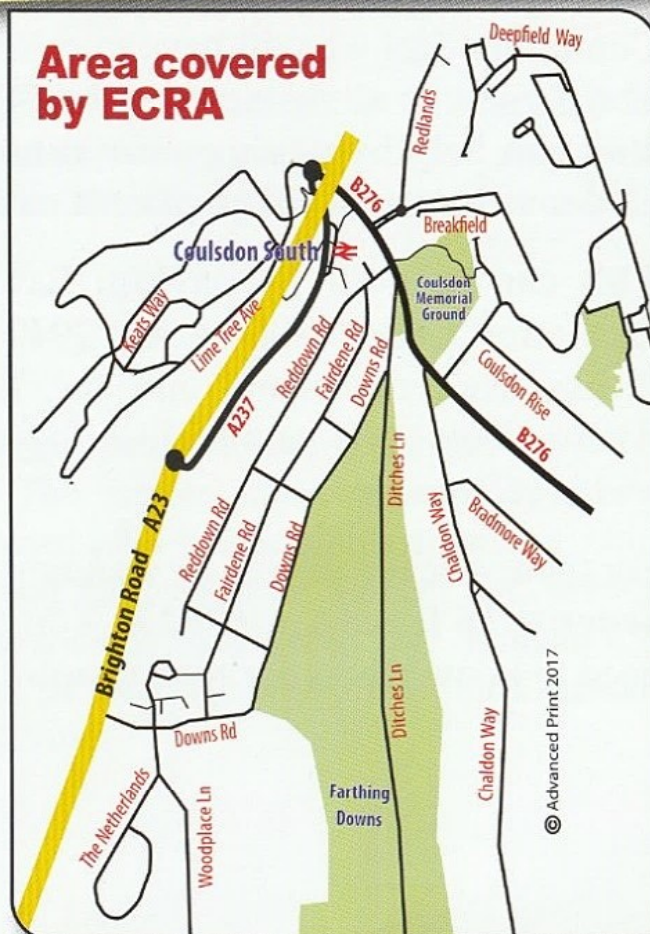 Area covered
by ECRA
Deepfield Way
Redlands
B276
Breakfield
Coulsdon South
Coulsdon
Memorial
Ground
Keats Way
Lime Tree Ave
Reddown Rd
Fairdene Rd
Downs Rd
A237
Coulsdon Rise
B276
Ditches Ln
Chaldon Way
Bradmore Way
Brighton Road A23
Reddown Rd
Fairdene Rd
Downs Rd
Ditches Ln
Chaldon Way
Downs Rd
Farthing
Downs
The Netherlands
Woodplace Ln
© Advanced Print 2017